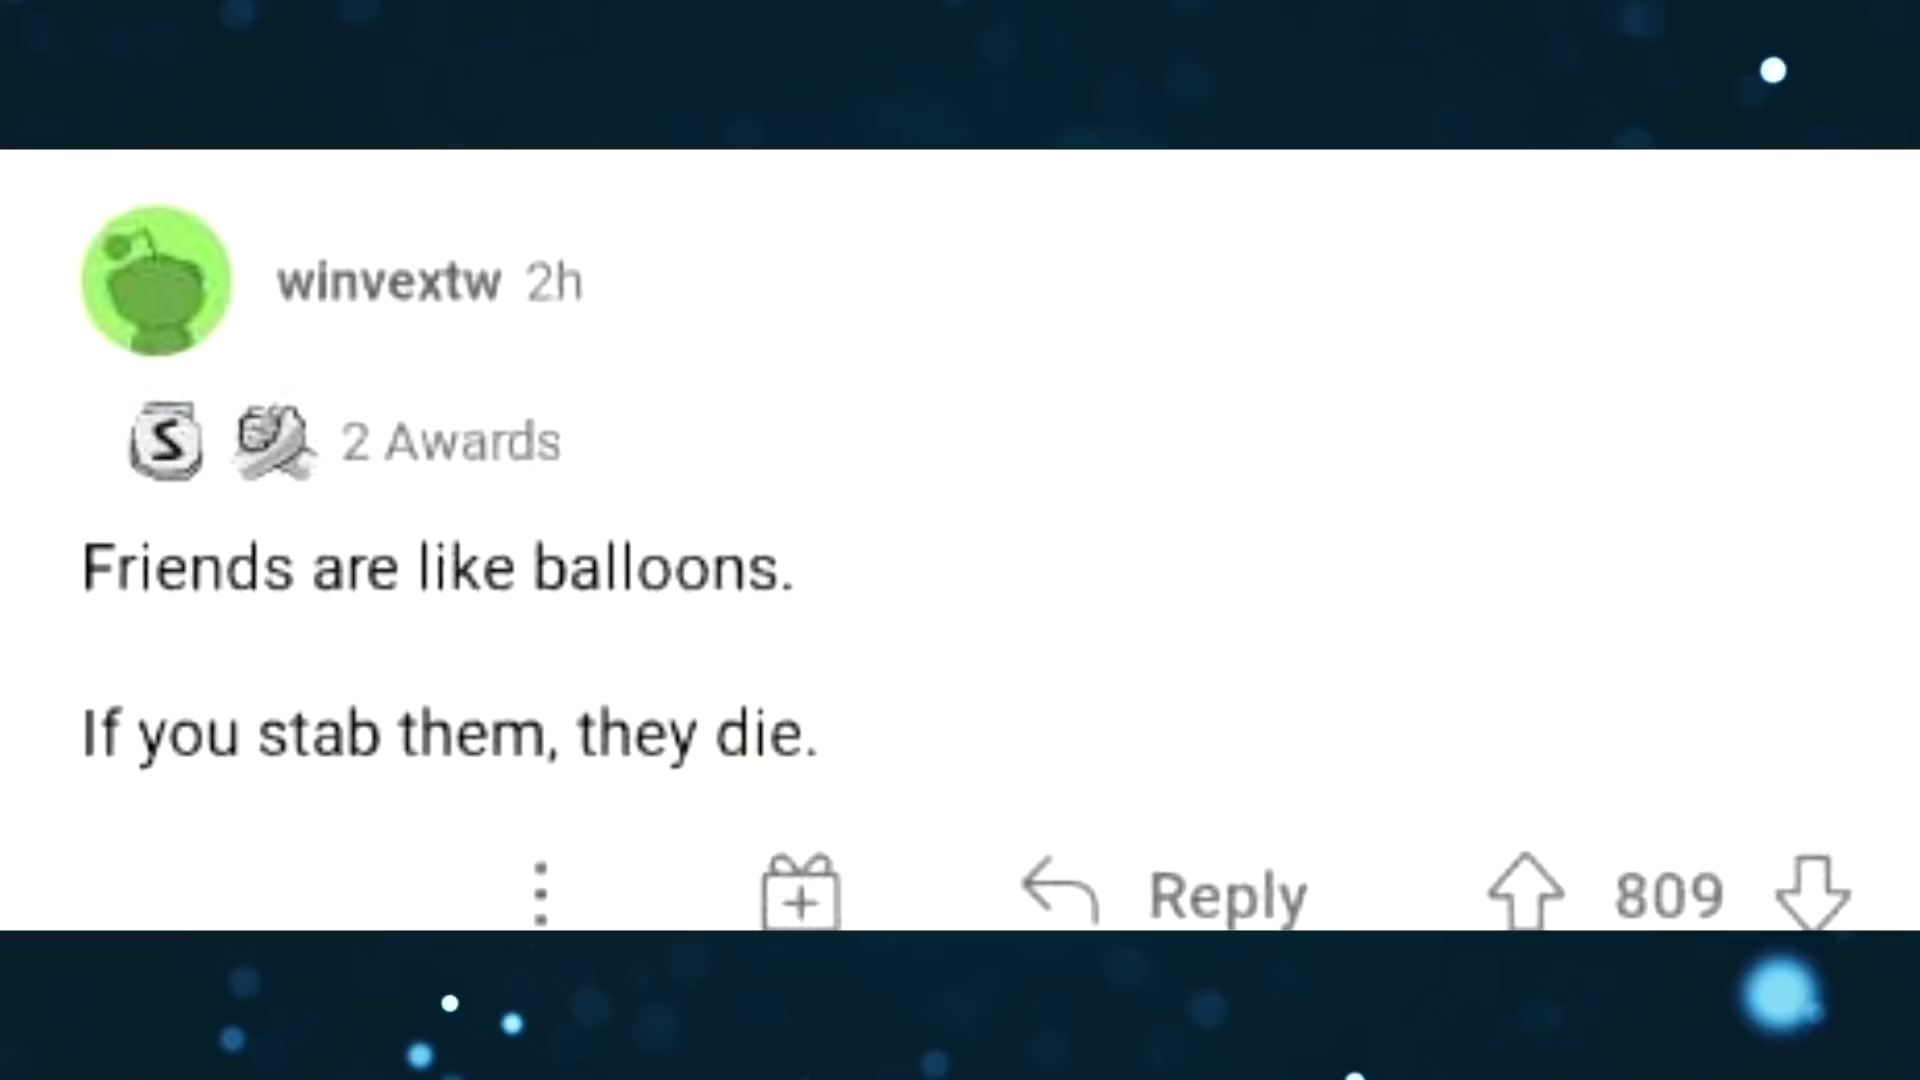 winvextw 2h
S 2 Awards
Friends are like balloons.
If you stab them, they die.
Reply 809